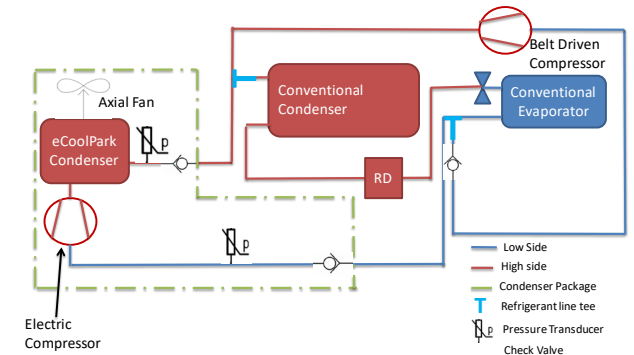 Belt Driven
Compressor
Axial Fan
Conventional
Condenser
Conventional
Evaporator
eCoolPark
Condenser
p
RD
p
Low Side
High side
Condenser Package
Refrigerant line tee
p
Pressure Transducer
Check Valve
Electric
Compressor